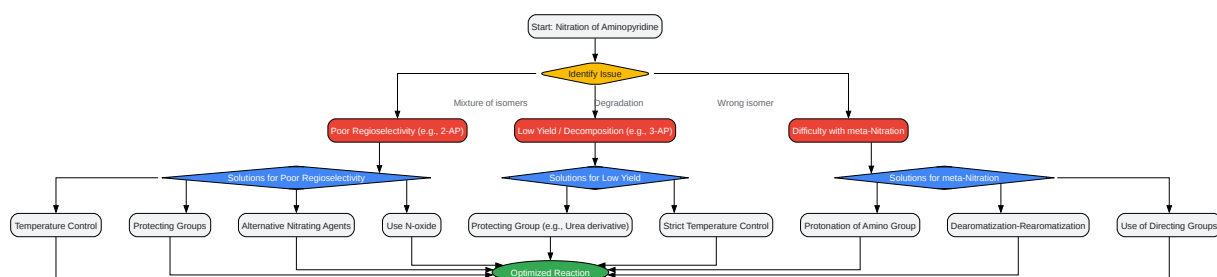 Start: Nitration of Aminopyridine
Identify Issue
Mixture of isomers
Degradation
Wrong isomer
Poor Regioselectivity (e.g., 2-AP)
Low Yield / Decomposition (e.g., 3-AP)
Difficulty with meta-Nitration
Solutions for Poor Regioselectivity
Solutions for Low Yield
Solutions for meta-Nitration
Temperature Control
Protecting Groups
Alternative Nitrating Agents
Use N-oxide
Protecting Group (e.g., Urea derivative)
Strict Temperature Control
Protonation of Amino Group
Dearomatization-Rearomatization
Use of Directing Groups
Optimized Reaction